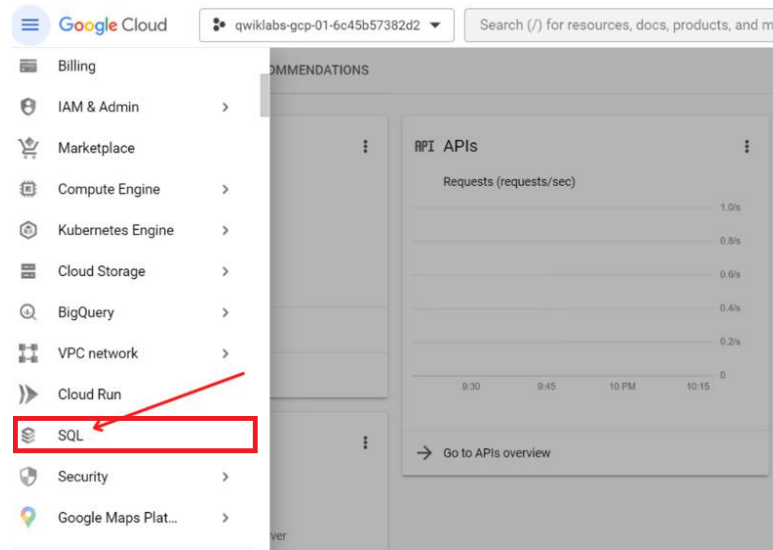 Google Cloud
qwiklabs-gcp-01-6c45b57382d2
Search (/) for resources, docs, products, and m
Billing
OMMENDATIONS
IAM & Admin
Marketplace
Compute Engine
Kubernetes Engine
Cloud Storage
BigQuery
VPC network
Cloud Run
SQL
Security
Google Maps Plat...
API APIs
Requests (requests/sec)
1.0/s
0.8/s
0.6/s
0.4/s
0.2/s
0
9:30 9:45 10 PM 10:15
Go to APIs overview
ver